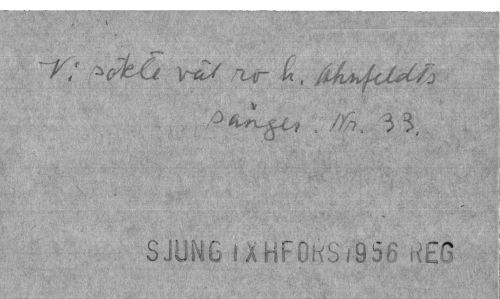 Vi sökte vår ro h. Ahnfeldts
sånger. Nr. 33.
SJUNG I X HFORS 1956 REG